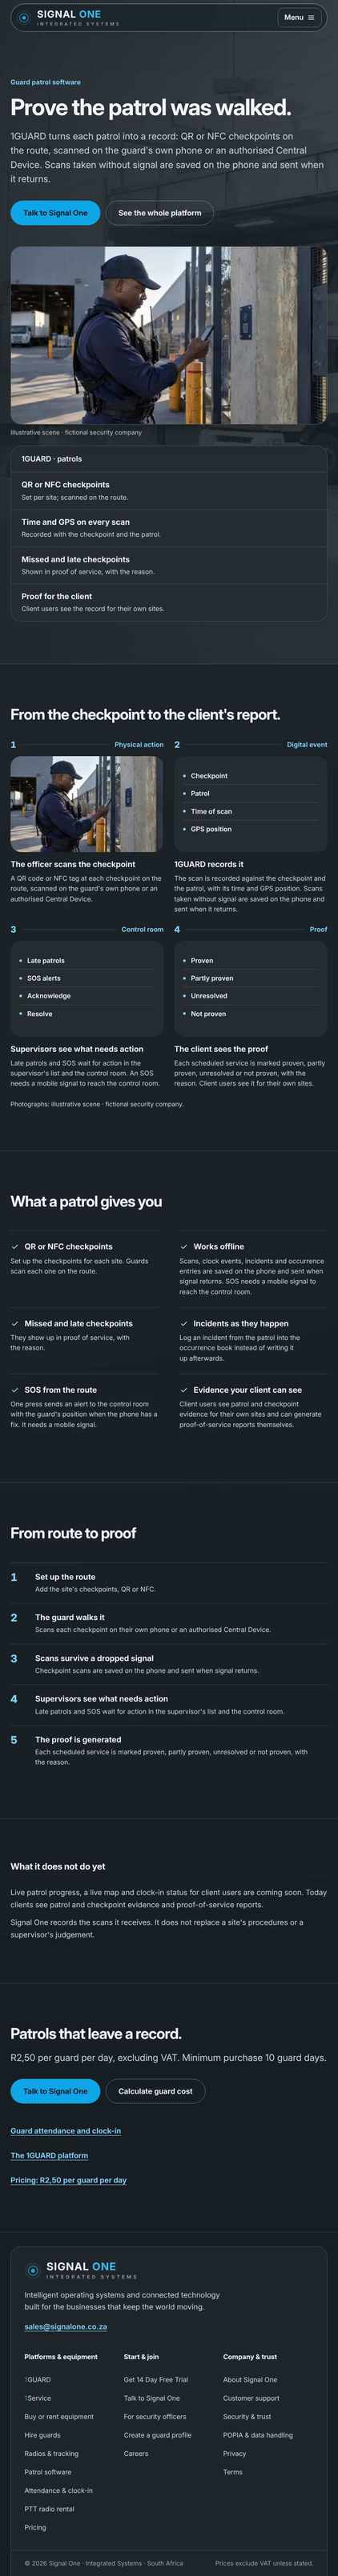 SIGNAL ONE
INTEGRATED SYSTEMS
Menu
Guard patrol software
Prove the patrol was walked.
1GUARD turns each patrol into a record: QR or NFC checkpoints on
the route, scanned on the guard's own phone or an authorised Central
Device. Scans taken without signal are saved on the phone and sent when
it returns.
Talk to Signal One
See the whole platform
Illustrative scene · fictional security company
1GUARD · patrols
QR or NFC checkpoints
Set per site; scanned on the route.
Time and GPS on every scan
Recorded with the checkpoint and the patrol.
Missed and late checkpoints
Shown in proof of service, with the reason.
Proof for the client
Client users see the record for their own sites.
From the checkpoint to the client's report.
1
Physical action
The officer scans the checkpoint
A QR code or NFC tag at each checkpoint on the
route, scanned on the guard's own phone or an
authorised Central Device.
2
Digital event
Checkpoint
Patrol
Time of scan
GPS position
1GUARD records it
The scan is recorded against the checkpoint and
the patrol, with its time and GPS position. Scans
taken without signal are saved on the phone and
sent when it returns.
3
Control room
Late patrols
SOS alerts
Acknowledge
Resolve
Supervisors see what needs action
Late patrols and SOS wait for action in the
supervisor's list and the control room. An SOS
needs a mobile signal to reach the control room.
4
Proof
Proven
Partly proven
Unresolved
Not proven
The client sees the proof
Each scheduled service is marked proven, partly
proven, unresolved or not proven, with the
reason. Client users see it for their own sites.
Photographs: illustrative scene · fictional security company.
What a patrol gives you
QR or NFC checkpoints
Set up the checkpoints for each site. Guards
scan each one on the route.
Works offline
Scans, clock events, incidents and occurrence
entries are saved on the phone and sent when
signal returns. SOS needs a mobile signal to
reach the control room.
Missed and late checkpoints
They show up in proof of service, with
the reason.
Incidents as they happen
Log an incident from the patrol into the
occurrence book instead of writing it
up afterwards.
SOS from the route
One press sends an alert to the control room
with the guard's position when the phone has a
fix. It needs a mobile signal.
Evidence your client can see
Client users see patrol and checkpoint
evidence for their own sites and can generate
proof-of-service reports themselves.
From route to proof
1
Set up the route
Add the site's checkpoints, QR or NFC.
2
The guard walks it
Scans each checkpoint on their own phone or an authorised Central Device.
3
Scans survive a dropped signal
Checkpoint scans are saved on the phone and sent when signal returns.
4
Supervisors see what needs action
Late patrols and SOS wait for action in the supervisor's list and the control room.
5
The proof is generated
Each scheduled service is marked proven, partly proven, unresolved or not proven, with
the reason.
What it does not do yet
Live patrol progress, a live map and clock-in status for client users are coming soon. Today
clients see patrol and checkpoint evidence and proof-of-service reports.
Signal One records the scans it receives. It does not replace a site's procedures or a
supervisor's judgement.
Patrols that leave a record.
R2,50 per guard per day, excluding VAT. Minimum purchase 10 guard days.
Talk to Signal One
Calculate guard cost
Guard attendance and clock-in
The 1GUARD platform
Pricing: R2,50 per guard per day
SIGNAL ONE
INTEGRATED SYSTEMS
Intelligent operating systems and connected technology
built for the businesses that keep the world moving.
sales@signalone.co.za
Platforms & equipment
1GUARD
1Service
Buy or rent equipment
Hire guards
Radios & tracking
Patrol software
Attendance & clock-in
PTT radio rental
Pricing
Start & join
Get 14 Day Free Trial
Talk to Signal One
For security officers
Create a guard profile
Careers
Company & trust
About Signal One
Customer support
Security & trust
POPIA & data handling
Privacy
Terms
© 2026 Signal One · Integrated Systems · South Africa
Prices exclude VAT unless stated.